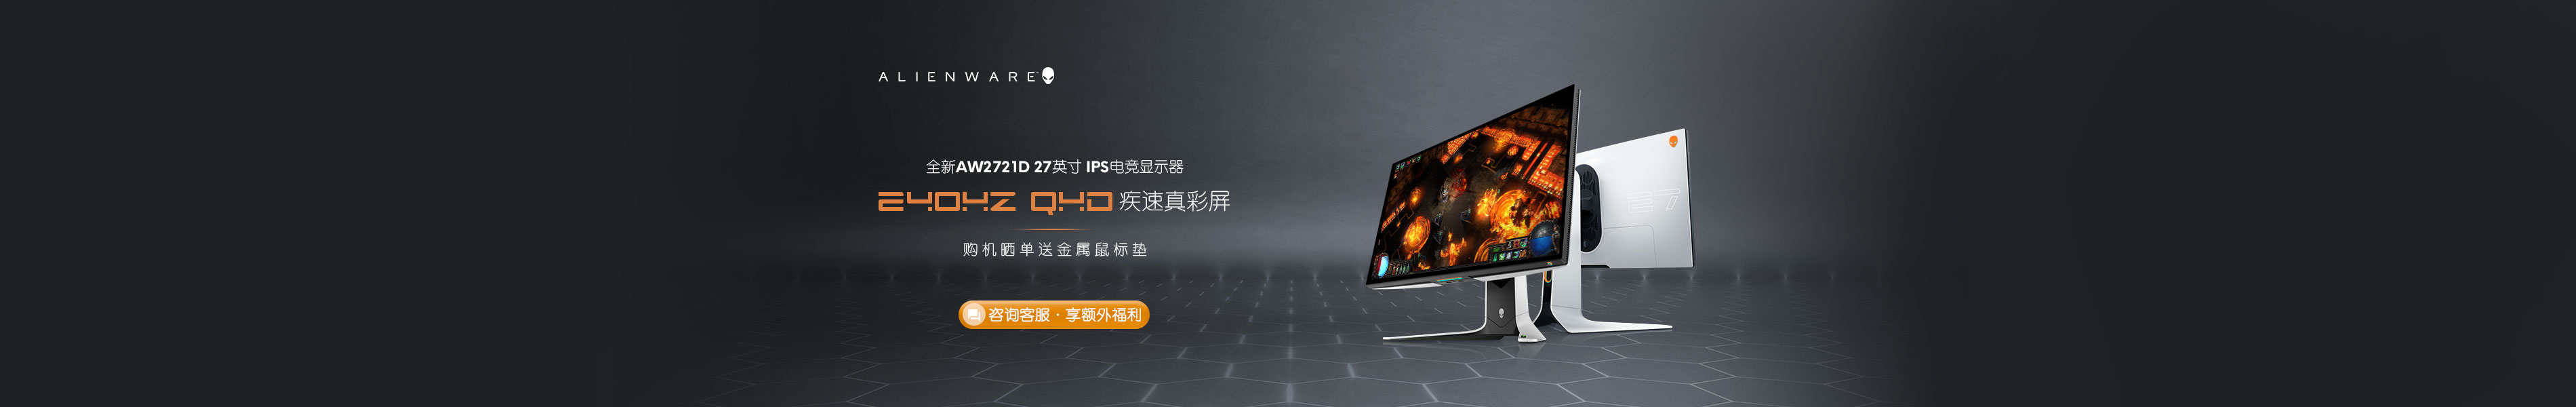 ALIENWARE
全新AW2721D 27英寸 IPS电竞显示器
240HZ QHD 疾速真彩屏
购机晒单送金属鼠标垫
咨询客服·享额外福利
27